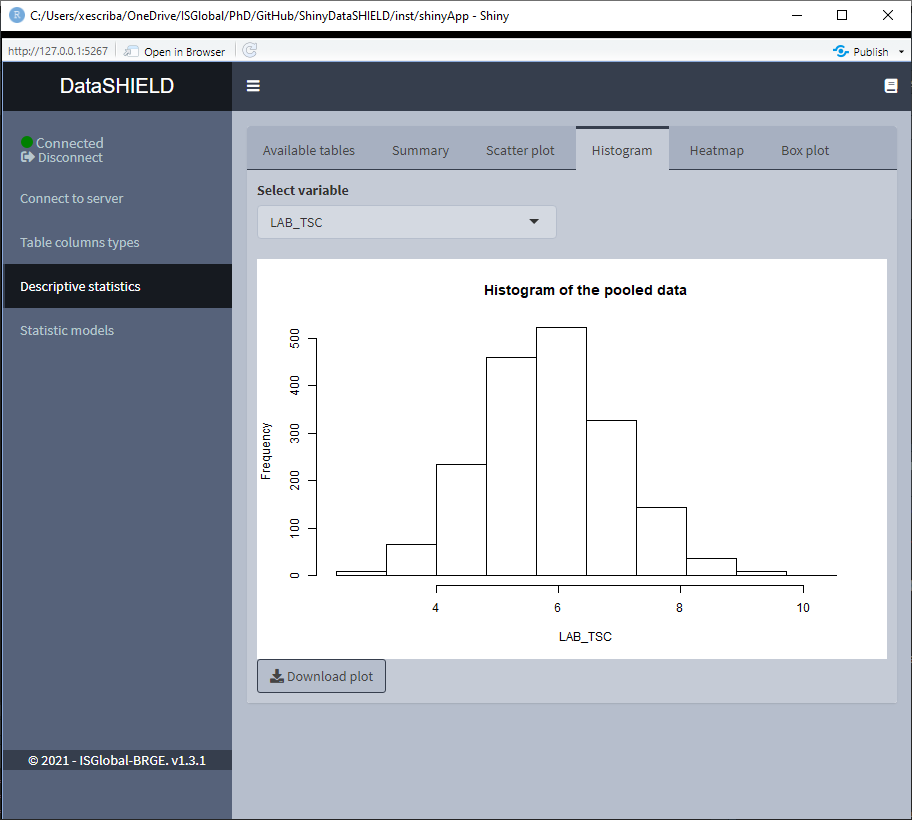 C:/Users/xescriba/OneDrive/ISGlobal/PhD/GitHub/ShinyDataSHIELD/inst/shinyApp - Shiny
http://127.0.0.1:5267 Open in Browser Publish
DataSHIELD
Connected
Disconnect
Connect to server
Table columns types
Descriptive statistics
Statistic models
© 2021 - ISGlobal-BRGE. v1.3.1
Available tables Summary Scatter plot Histogram Heatmap Box plot
Select variable
LAB_TSC
Histogram of the pooled data
Frequency
500
400
300
200
100
0
4 6 8 10
LAB_TSC
Download plot